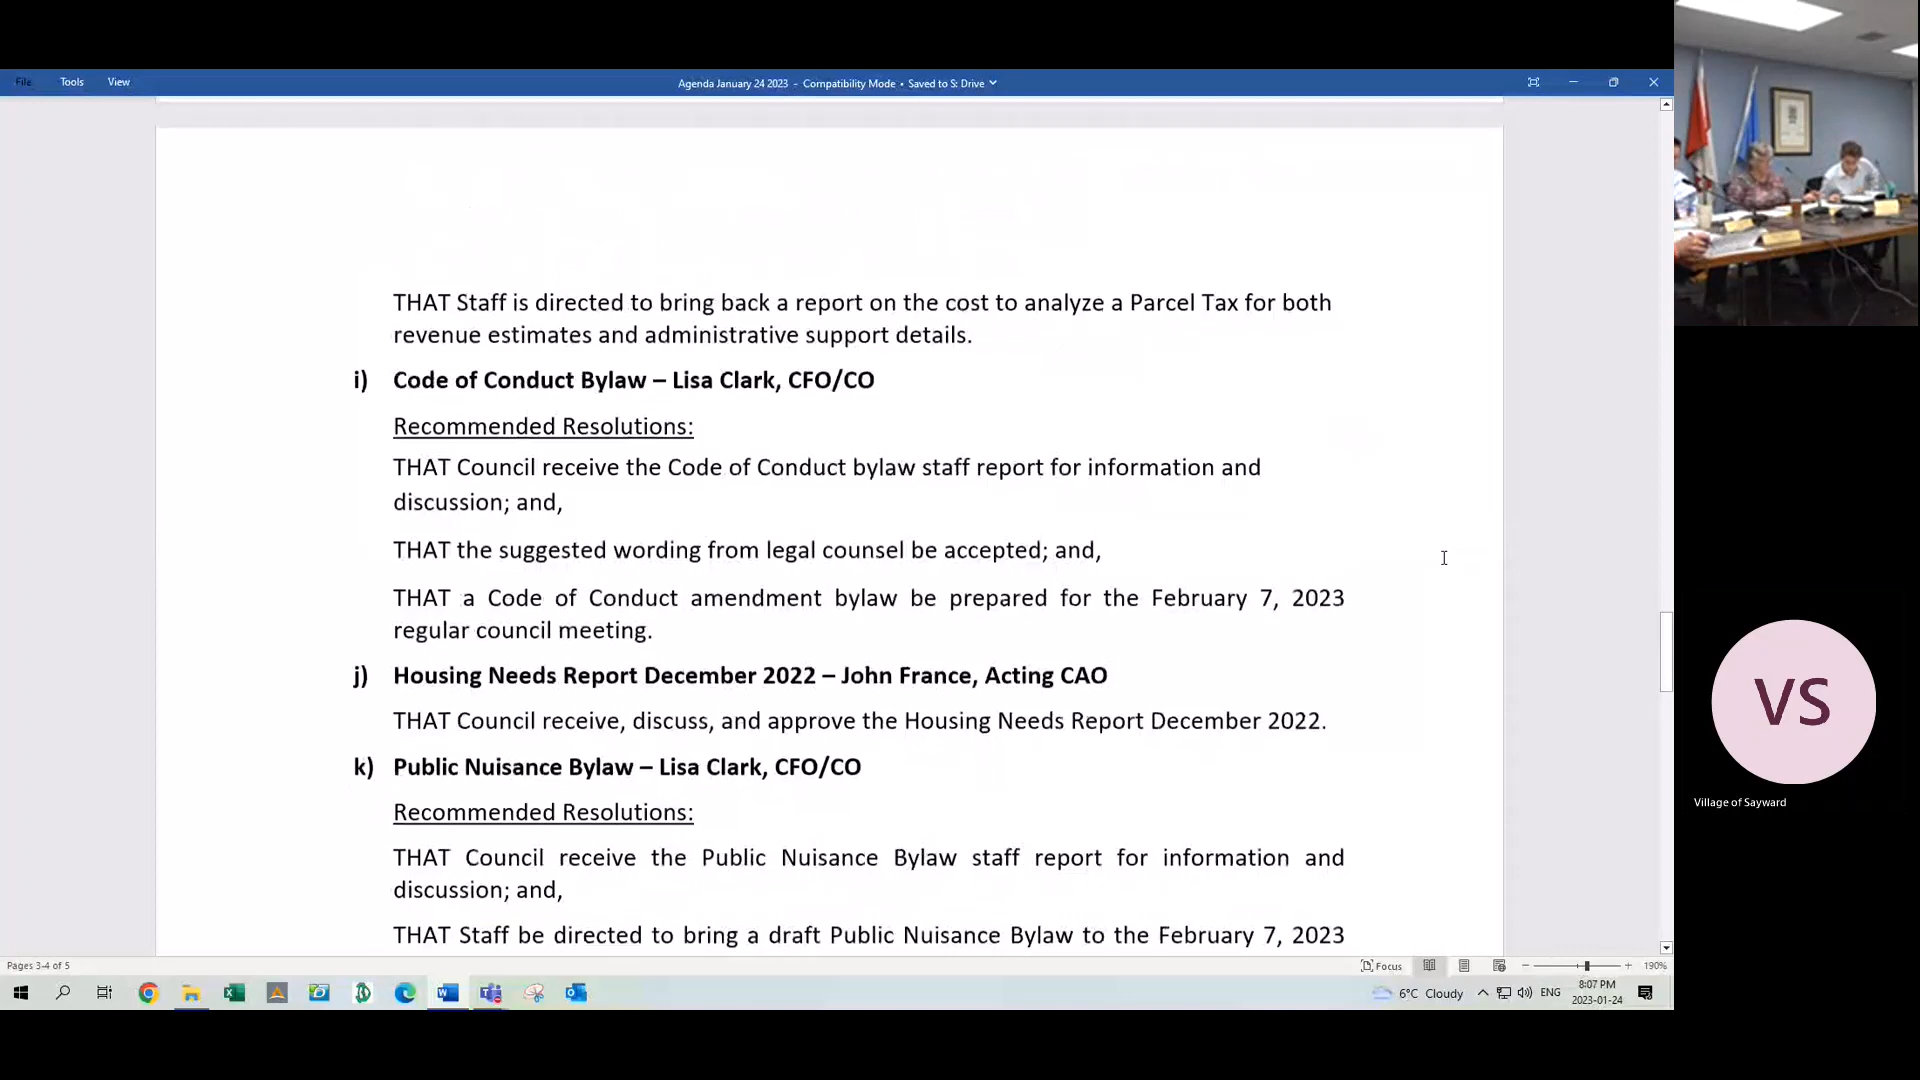 File Tools View
Agenda January 24 2023 - Compatibility Mode • Saved to S: Drive
THAT Staff is directed to bring back a report on the cost to analyze a Parcel Tax for both
revenue estimates and administrative support details.
i) Code of Conduct Bylaw – Lisa Clark, CFO/CO
Recommended Resolutions:
THAT Council receive the Code of Conduct bylaw staff report for information and
discussion; and,
THAT the suggested wording from legal counsel be accepted; and,
THAT a Code of Conduct amendment bylaw be prepared for the February 7, 2023
regular council meeting.
j) Housing Needs Report December 2022 – John France, Acting CAO
THAT Council receive, discuss, and approve the Housing Needs Report December 2022.
k) Public Nuisance Bylaw – Lisa Clark, CFO/CO
Recommended Resolutions:
THAT Council receive the Public Nuisance Bylaw staff report for information and
discussion; and,
THAT Staff be directed to bring a draft Public Nuisance Bylaw to the February 7, 2023
VS
Village of Sayward
Pages 3-4 of 5
Focus
190%
6°C Cloudy
ENG
8:07 PM
2023-01-24